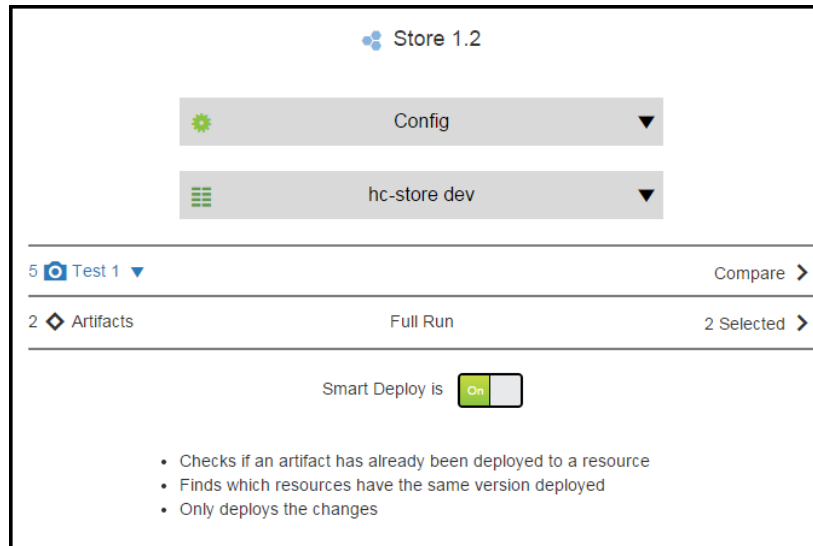 Store 1.2
Config
hc-store dev
5 Test 1 Compare
2 Artifacts Full Run 2 Selected
Smart Deploy is On
• Checks if an artifact has already been deployed to a resource
• Finds which resources have the same version deployed
• Only deploys the changes